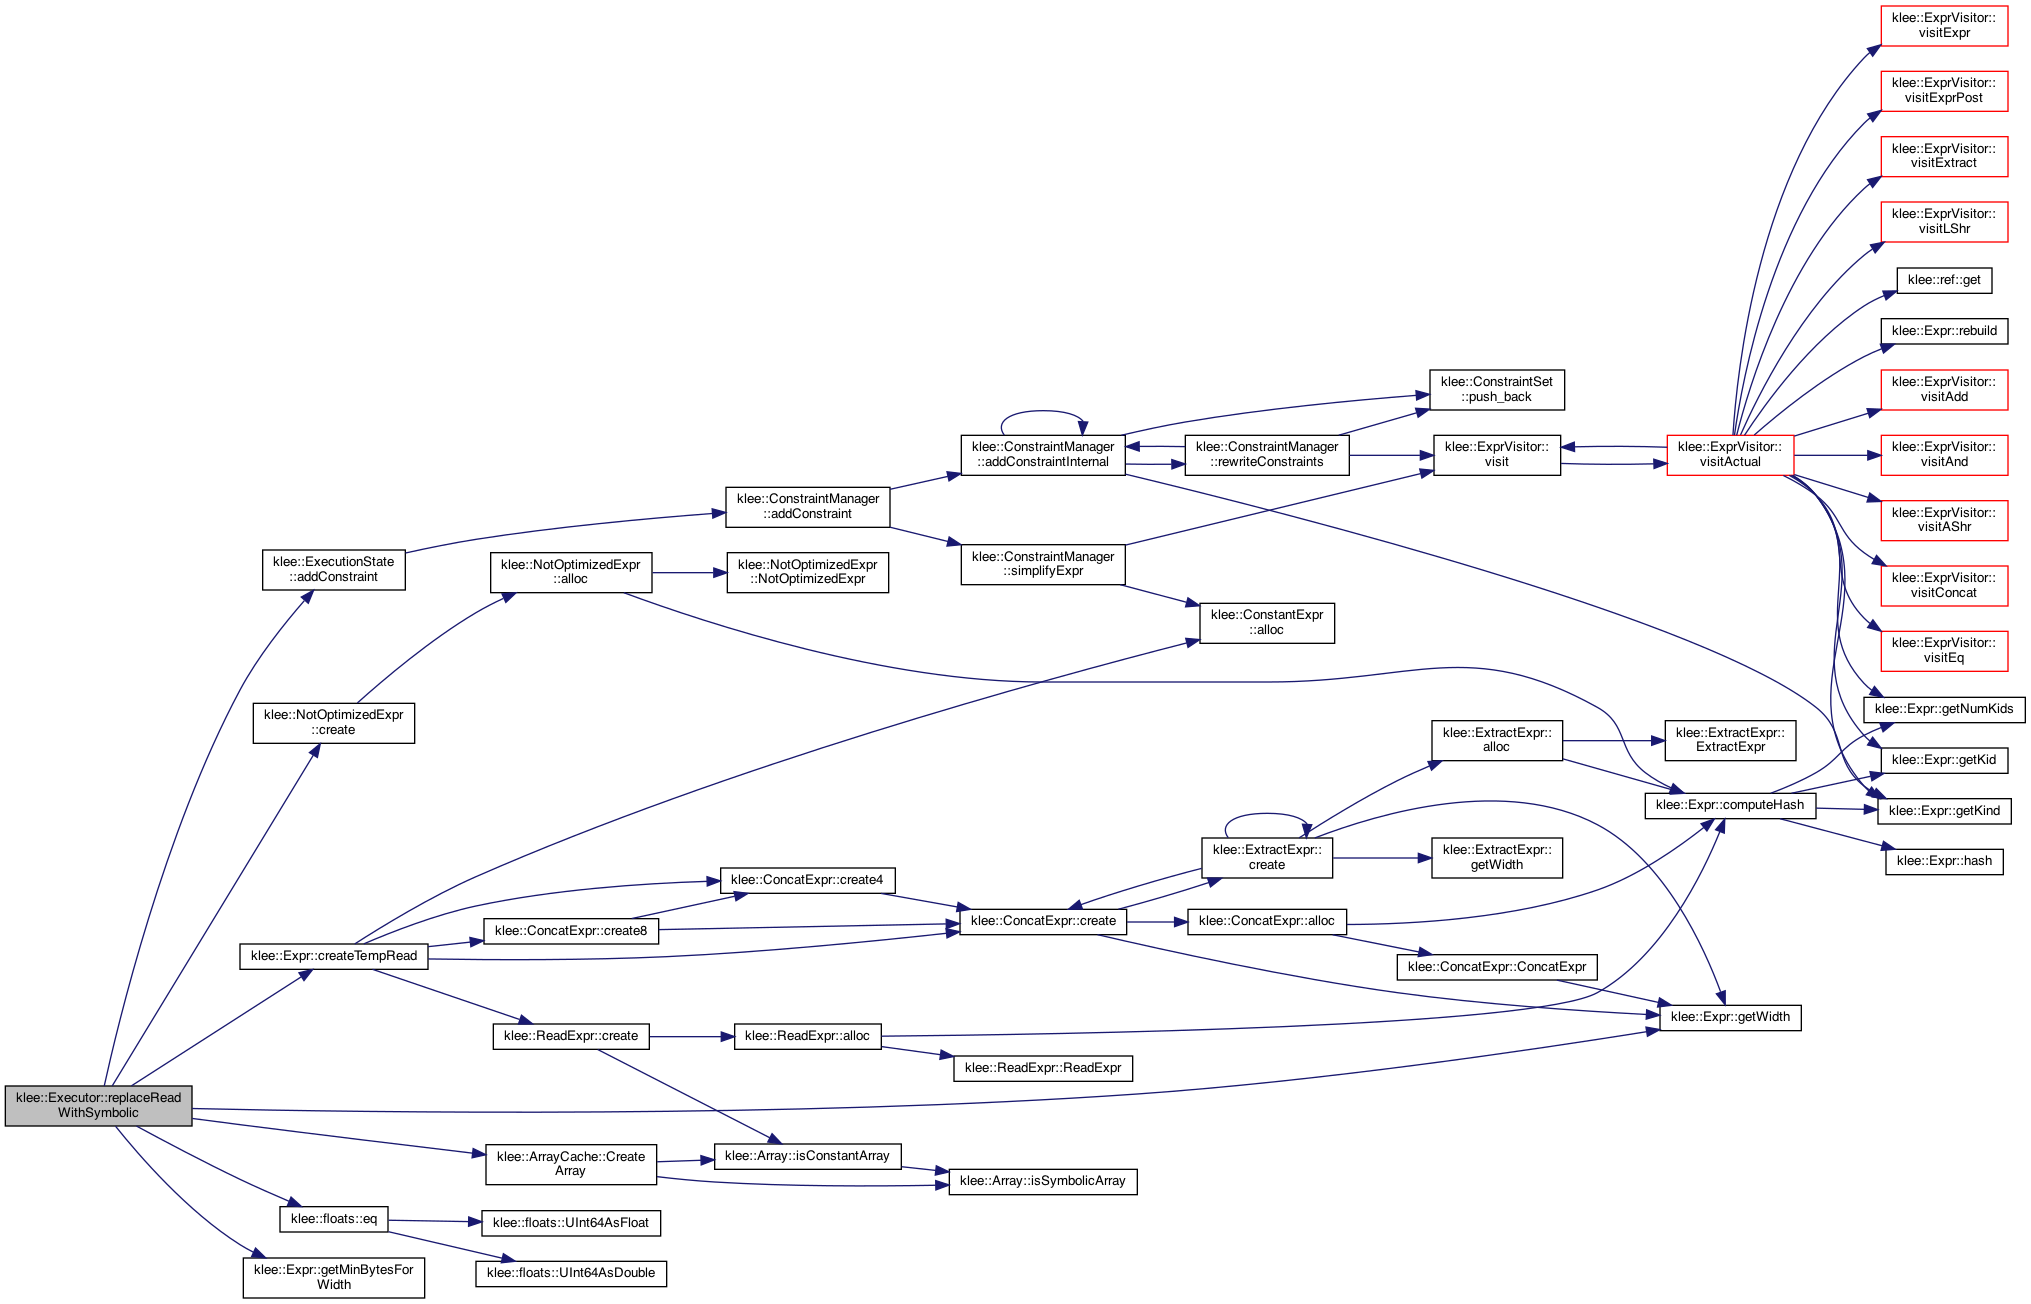 klee::Executor::replaceRead
WithSymbolic
klee::ExecutionState
::addConstraint
klee::NotOptimizedExpr
::create
klee::Expr::createTempRead
klee::floats::eq
klee::Expr::getMinBytesFor
Width
klee::NotOptimizedExpr
::alloc
klee::ConcatExpr::create8
klee::ReadExpr::create
klee::ArrayCache::Create
Array
klee::floats::UInt64AsFloat
klee::floats::UInt64AsDouble
klee::ConstraintManager
::addConstraint
klee::NotOptimizedExpr
::NotOptimizedExpr
klee::ConcatExpr::create4
klee::ReadExpr::alloc
klee::Array::isConstantArray
klee::ConstraintManager
::addConstraintInternal
klee::ConstraintManager
::simplifyExpr
klee::ConcatExpr::create
klee::ReadExpr::ReadExpr
klee::Array::isSymbolicArray
klee::ConstraintManager
::rewriteConstraints
klee::ConstantExpr
::alloc
klee::ExtractExpr::
create
klee::ConcatExpr::alloc
klee::ConstraintSet
::push_back
klee::ExprVisitor::
visit
klee::ExtractExpr::
alloc
klee::ExtractExpr::
getWidth
klee::ConcatExpr::ConcatExpr
klee::ExprVisitor::
visitActual
klee::ExtractExpr::
ExtractExpr
klee::Expr::computeHash
klee::Expr::getWidth
klee::ExprVisitor::
visitExpr
klee::ExprVisitor::
visitExprPost
klee::ExprVisitor::
visitExtract
klee::ExprVisitor::
visitLShr
klee::ref::get
klee::Expr::rebuild
klee::ExprVisitor::
visitAdd
klee::ExprVisitor::
visitAnd
klee::ExprVisitor::
visitAShr
klee::ExprVisitor::
visitConcat
klee::ExprVisitor::
visitEq
klee::Expr::getNumKids
klee::Expr::getKid
klee::Expr::getKind
klee::Expr::hash